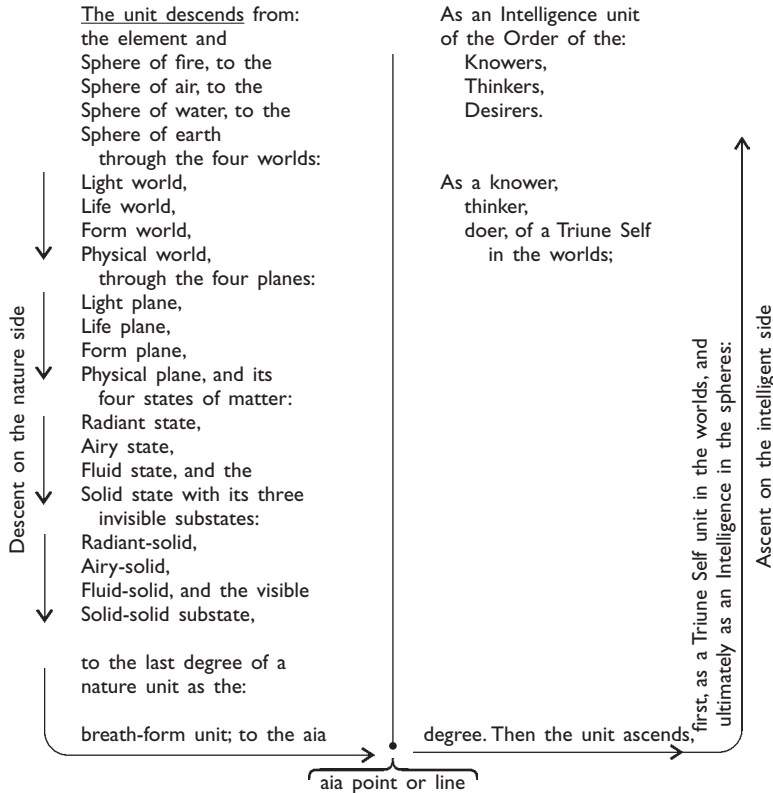 The unit descends from:
the element and
Sphere of fire, to the
Sphere of air, to the
Sphere of water, to the
Sphere of earth
through the four worlds:
Light world,
Life world,
Form world,
Physical world,
through the four planes:
Light plane,
Life plane,
Form plane,
Physical plane, and its
four states of matter:
Radiant state,
Airy state,
Fluid state, and the
Solid state with its three
invisible substates:
Radiant-solid,
Airy-solid,
Fluid-solid, and the visible
Solid-solid substate,
to the last degree of a
nature unit as the:
breath-form unit; to the aia
Descent on the nature side
aia point or line
degree. Then the unit ascends,
first, as a Triune Self unit in the worlds, and
ultimately as an Intelligence in the spheres:
As a knower,
thinker,
doer, of a Triune Self
in the worlds;
As an Intelligence unit
of the Order of the:
Knowers,
Thinkers,
Desirers.
Ascent on the intelligent side